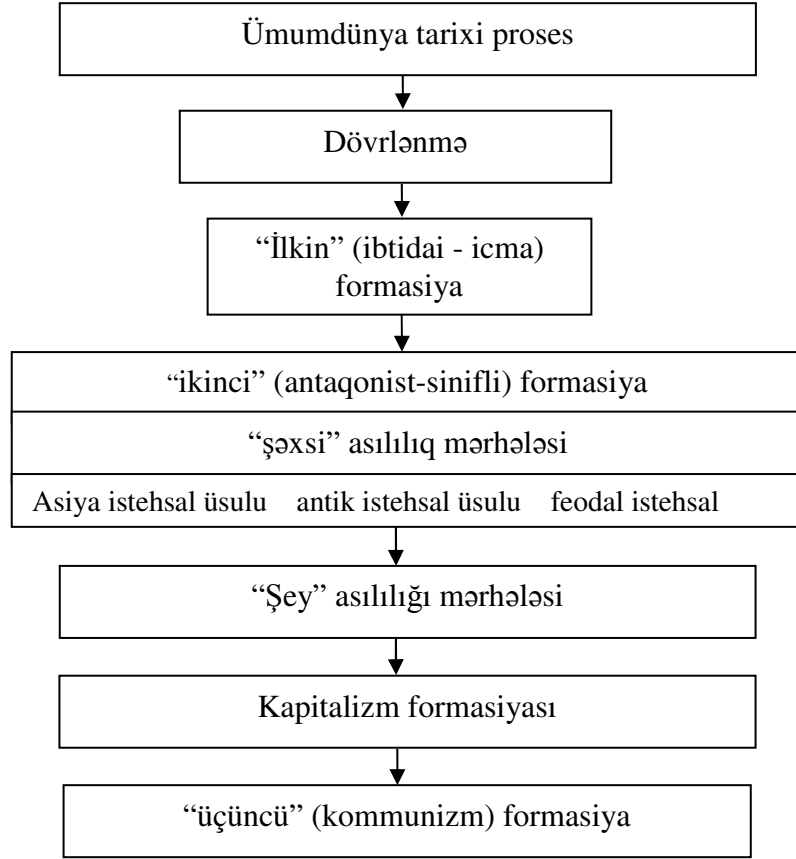 Ümumdünya tarixi proses
Dövrlənmə
“İlkin” (ibtidai - icma)
formasiya
“ikinci” (antaqonist-sinifli) formasiya
“şəxsi” asılılıq mərhələsi
Asiya istehsal üsulu antik istehsal üsulu feodal istehsal
“Şey” asılılığı mərhələsi
Kapitalizm formasiyası
“üçüncü” (kommunizm) formasiya